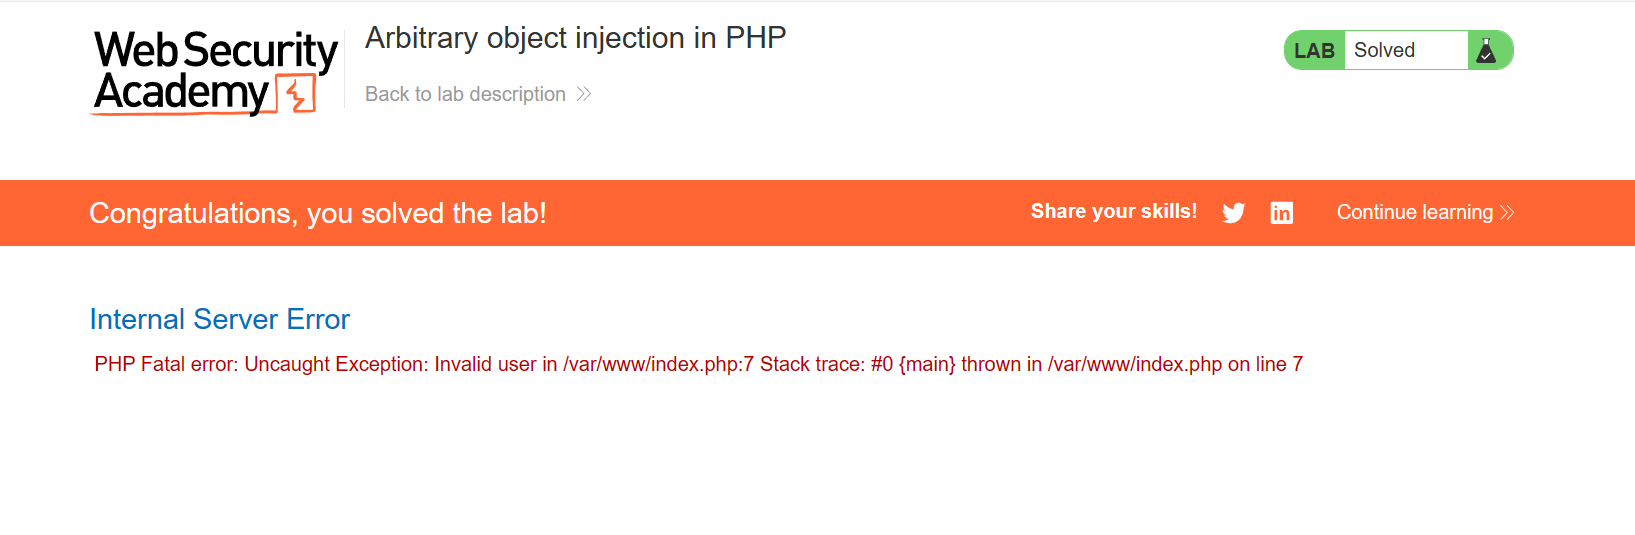 Web Security
Academy
Arbitrary object injection in PHP
Back to lab description
LAB Solved
Congratulations, you solved the lab!
Share your skills!
Continue learning
Internal Server Error
PHP Fatal error: Uncaught Exception: Invalid user in /var/www/index.php:7 Stack trace: #0 {main} thrown in /var/www/index.php on line 7